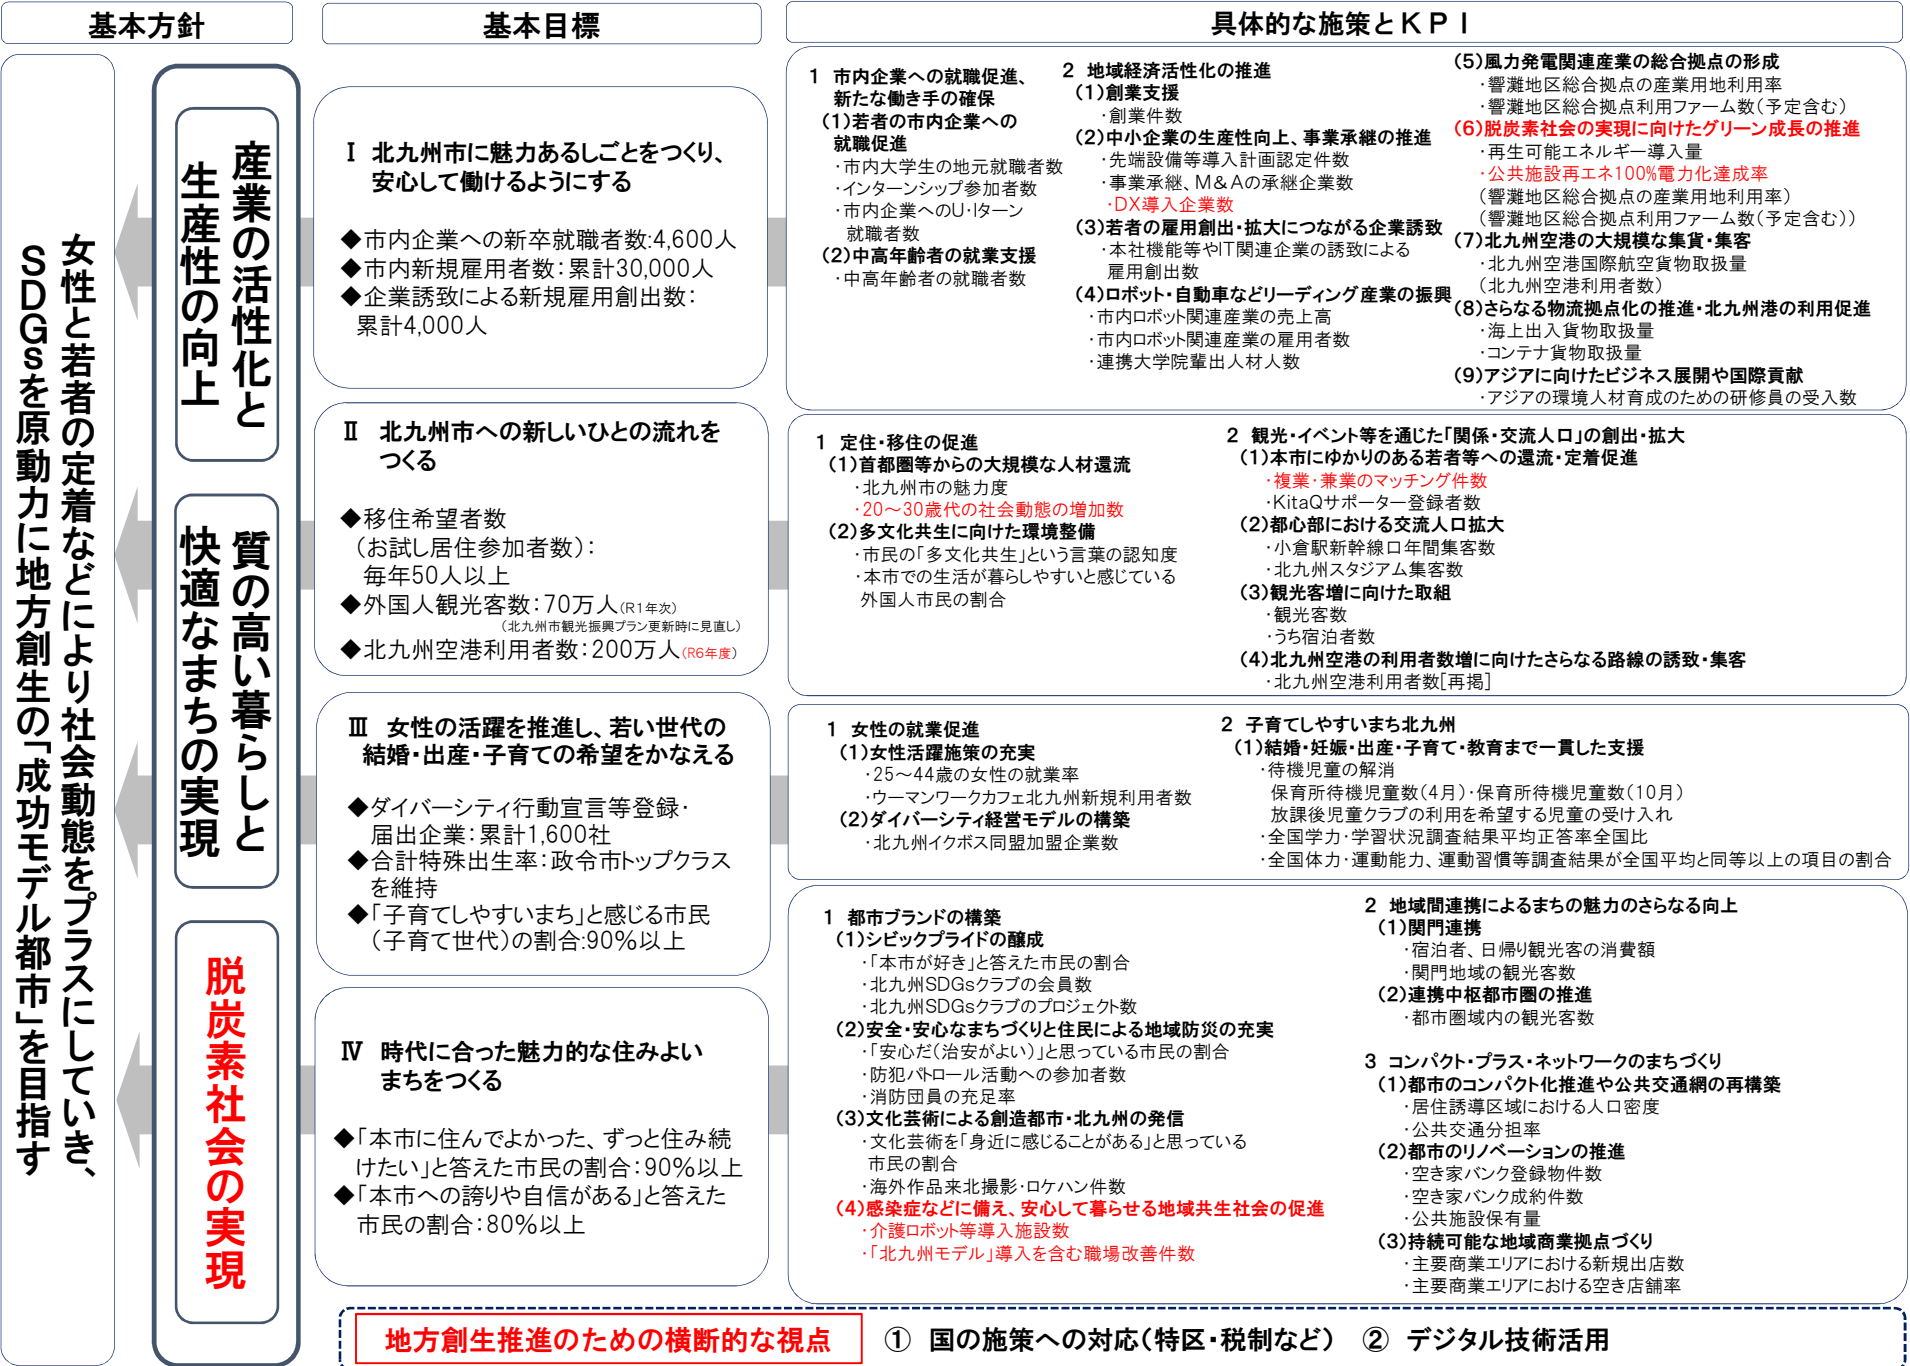 基本方針
基本目標
具体的な施策とＫＰＩ
女性と若者の定着などにより社会動態をプラスにしていき、
ＳＤＧｓを原動力に地方創生の「成功モデル都市」を目指す
産業の活性化と
生産性の向上
質の高い暮らしと
快適なまちの実現
脱炭素社会の実現
Ⅰ 北九州市に魅力あるしごとをつくり、
安心して働けるようにする
◆市内企業への新卒就職者数:4,600人
◆市内新規雇用者数：累計30,000人
◆企業誘致による新規雇用創出数：
累計4,000人
1 市内企業への就職促進、
新たな働き手の確保
(1)若者の市内企業への
就職促進
・市内大学生の地元就職者数
・インターンシップ参加者数
・市内企業へのU・Iターン
就職者数
(2)中高年齢者の就業支援
・中高年齢者の就職者数
2 地域経済活性化の推進
(1)創業支援
・創業件数
(2)中小企業の生産性向上、事業承継の推進
・先端設備等導入計画認定件数
・事業承継、M&Aの承継企業数
・DX導入企業数
(3)若者の雇用創出・拡大につながる企業誘致
・本社機能等やIT関連企業の誘致による
雇用創出数
(4)ロボット・自動車などリーディング産業の振興
・市内ロボット関連産業の売上高
・市内ロボット関連産業の雇用者数
・連携大学院輩出人材人数
(5)風力発電関連産業の総合拠点の形成
・響灘地区総合拠点の産業用地利用率
・響灘地区総合拠点利用ファーム数(予定含む)
(6)脱炭素社会の実現に向けたグリーン成長の推進
・再生可能エネルギー導入量
・公共施設再エネ100%電力化達成率
(響灘地区総合拠点の産業用地利用率)
(響灘地区総合拠点利用ファーム数(予定含む))
(7)北九州空港の大規模な集貨・集客
・北九州空港国際航空貨物取扱量
(北九州空港利用者数)
(8)さらなる物流拠点化の推進・北九州港の利用促進
・海上出入貨物取扱量
・コンテナ貨物取扱量
(9)アジアに向けたビジネス展開や国際貢献
・アジアの環境人材育成のための研修員の受入数
Ⅱ 北九州市への新しいひとの流れを
つくる
◆移住希望者数
(お試し居住参加者数)：
毎年50人以上
◆外国人観光客数：70万人(R1年次)
(北九州市観光振興プラン更新時に見直し)
◆北九州空港利用者数：200万人(R6年度)
1 定住・移住の促進
(1)首都圏等からの大規模な人材還流
・北九州市の魅力度
・20～30歳代の社会動態の増加数
(2)多文化共生に向けた環境整備
・市民の「多文化共生」という言葉の認知度
・本市での生活が暮らしやすいと感じている
外国人市民の割合
2 観光・イベント等を通じた「関係・交流人口」の創出・拡大
(1)本市にゆかりのある若者等への還流・定着促進
・複業・兼業のマッチング件数
・KitaQサポーター登録者数
(2)都心部における交流人口拡大
・小倉駅新幹線口年間集客数
・北九州スタジアム集客数
(3)観光客増に向けた取組
・観光客数
・うち宿泊者数
(4)北九州空港の利用者数増に向けたさらなる路線の誘致・集客
・北九州空港利用者数[再掲]
Ⅲ 女性の活躍を推進し、若い世代の
結婚・出産・子育ての希望をかなえる
◆ダイバーシティ行動宣言等登録・
届出企業：累計1,600社
◆合計特殊出生率：政令市トップクラス
を維持
◆「子育てしやすいまち」と感じる市民
(子育て世代)の割合:90%以上
1 女性の就業促進
(1)女性活躍施策の充実
・25～44歳の女性の就業率
・ウーマンワークカフェ北九州新規利用者数
(2)ダイバーシティ経営モデルの構築
・北九州イクボス同盟加盟企業数
2 子育てしやすいまち北九州
(1)結婚・妊娠・出産・子育て・教育まで一貫した支援
・待機児童の解消
保育所待機児童数(4月)・保育所待機児童数(10月)
放課後児童クラブの利用を希望する児童の受け入れ
・全国学力・学習状況調査結果平均正答率全国比
・全国体力・運動能力、運動習慣等調査結果が全国平均と同等以上の項目の割合
Ⅳ 時代に合った魅力的な住みよい
まちをつくる
◆「本市に住んでよかった、ずっと住み続
けたい」と答えた市民の割合：90%以上
◆「本市への誇りや自信がある」と答えた
市民の割合：80%以上
1 都市ブランドの構築
(1)シビックプライドの醸成
・「本市が好き」と答えた市民の割合
・北九州SDGsクラブの会員数
・北九州SDGsクラブのプロジェクト数
(2)安全・安心なまちづくりと住民による地域防災の充実
・「安心だ(治安がよい)」と思っている市民の割合
・防犯パトロール活動への参加者数
・消防団員の充足率
(3)文化芸術による創造都市・北九州の発信
・文化芸術を「身近に感じることがある」と思っている
市民の割合
・海外作品来北撮影・ロケハン件数
(4)感染症などに備え、安心して暮らせる地域共生社会の促進
・介護ロボット等導入施設数
・「北九州モデル」導入を含む職場改善件数
2 地域間連携によるまちの魅力のさらなる向上
(1)関門連携
・宿泊者、日帰り観光客の消費額
・関門地域の観光客数
(2)連携中枢都市圏の推進
・都市圏域内の観光客数
3 コンパクト・プラス・ネットワークのまちづくり
(1)都市のコンパクト化推進や公共交通網の再構築
・居住誘導区域における人口密度
・公共交通分担率
(2)都市のリノベーションの推進
・空き家バンク登録物件数
・空き家バンク成約件数
・公共施設保有量
(3)持続可能な地域商業拠点づくり
・主要商業エリアにおける新規出店数
・主要商業エリアにおける空き店舗率
地方創生推進のための横断的な視点
① 国の施策への対応(特区・税制など) ② デジタル技術活用